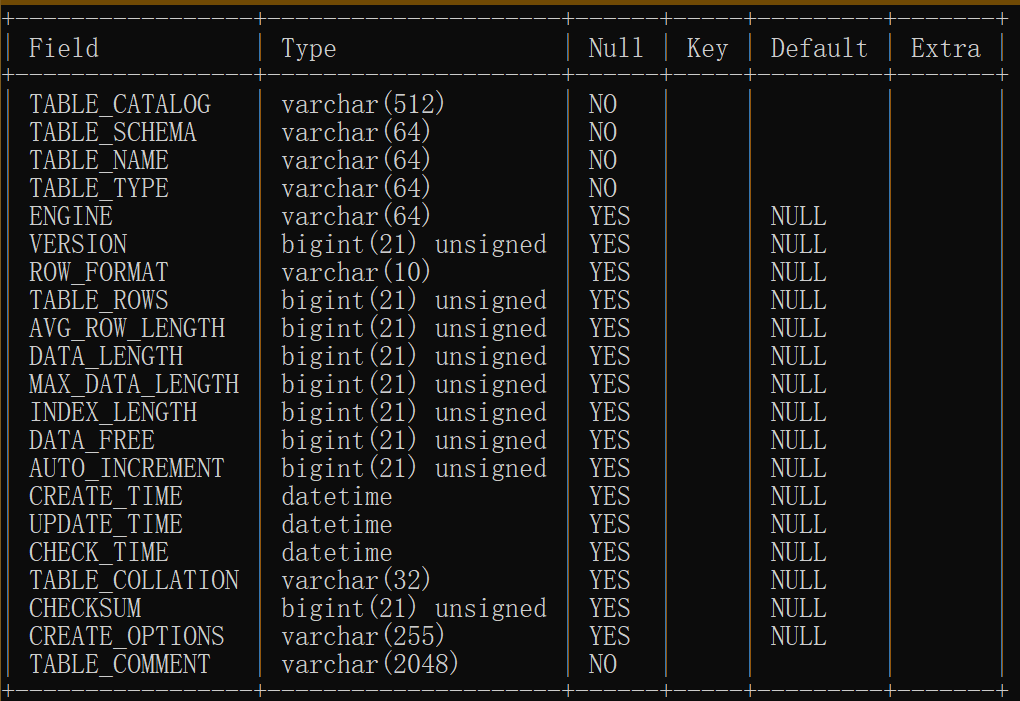 +------------------+---------------------+------+-----+---------+-------+
| Field            | Type                | Null | Key | Default | Extra |
+------------------+---------------------+------+-----+---------+-------+
| TABLE_CATALOG    | varchar(512)        | NO   |     |         |       |
| TABLE_SCHEMA     | varchar(64)         | NO   |     |         |       |
| TABLE_NAME       | varchar(64)         | NO   |     |         |       |
| TABLE_TYPE       | varchar(64)         | NO   |     |         |       |
| ENGINE           | varchar(64)         | YES  |     | NULL    |       |
| VERSION          | bigint(21) unsigned | YES  |     | NULL    |       |
| ROW_FORMAT       | varchar(10)         | YES  |     | NULL    |       |
| TABLE_ROWS       | bigint(21) unsigned | YES  |     | NULL    |       |
| AVG_ROW_LENGTH   | bigint(21) unsigned | YES  |     | NULL    |       |
| DATA_LENGTH      | bigint(21) unsigned | YES  |     | NULL    |       |
| MAX_DATA_LENGTH  | bigint(21) unsigned | YES  |     | NULL    |       |
| INDEX_LENGTH     | bigint(21) unsigned | YES  |     | NULL    |       |
| DATA_FREE        | bigint(21) unsigned | YES  |     | NULL    |       |
| AUTO_INCREMENT   | bigint(21) unsigned | YES  |     | NULL    |       |
| CREATE_TIME      | datetime            | YES  |     | NULL    |       |
| UPDATE_TIME      | datetime            | YES  |     | NULL    |       |
| CHECK_TIME       | datetime            | YES  |     | NULL    |       |
| TABLE_COLLATION  | varchar(32)         | YES  |     | NULL    |       |
| CHECKSUM         | bigint(21) unsigned | YES  |     | NULL    |       |
| CREATE_OPTIONS   | varchar(255)        | YES  |     | NULL    |       |
| TABLE_COMMENT    | varchar(2048)       | NO   |     |         |       |
+------------------+---------------------+------+-----+---------+-------+